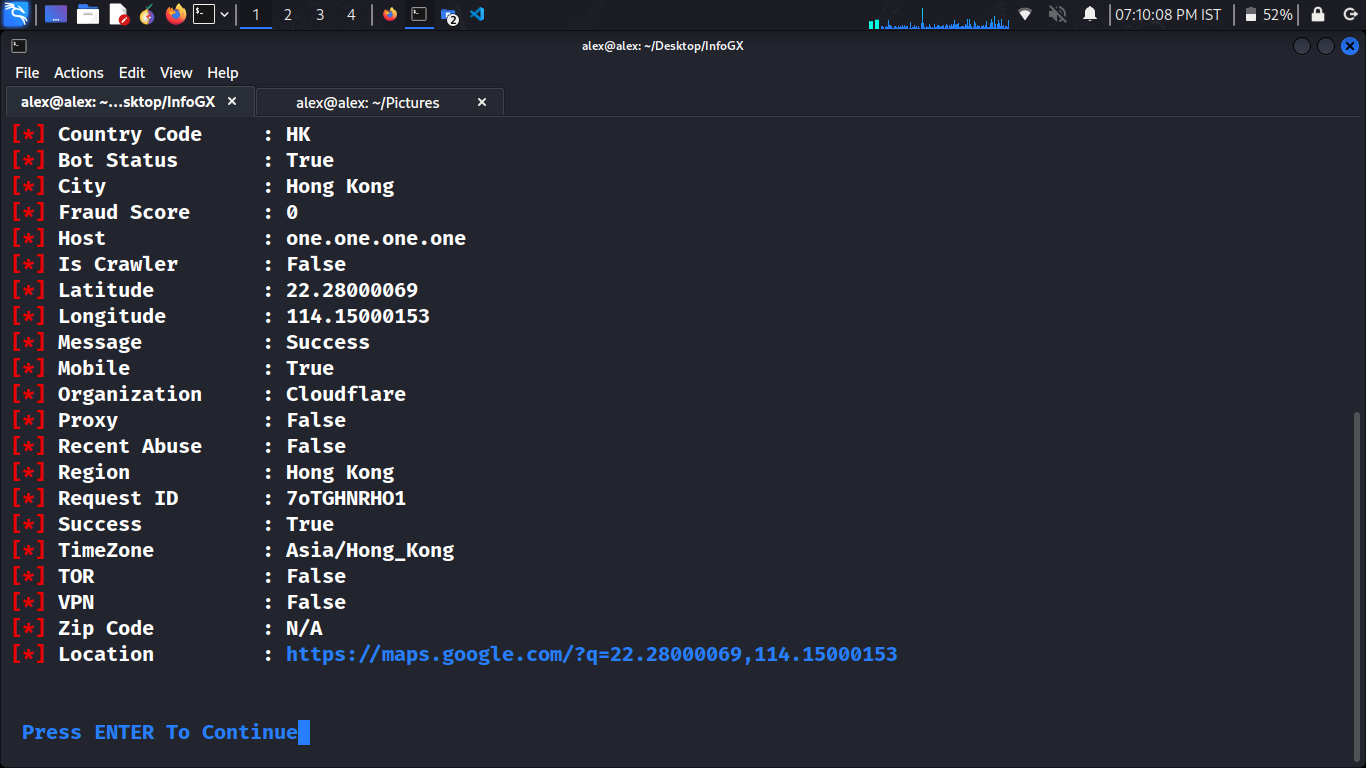 1 2 3 4 2 07:10:08 PM IST 52%
alex@alex: ~/Desktop/InfoGX
File Actions Edit View Help
alex@alex: ~...sktop/InfoGX × alex@alex: ~/Pictures ×
[*] Country Code : HK
[*] Bot Status : True
[*] City : Hong Kong
[*] Fraud Score : 0
[*] Host : one.one.one.one
[*] Is Crawler : False
[*] Latitude : 22.28000069
[*] Longitude : 114.15000153
[*] Message : Success
[*] Mobile : True
[*] Organization : Cloudflare
[*] Proxy : False
[*] Recent Abuse : False
[*] Region : Hong Kong
[*] Request ID : 7oTGHNRHO1
[*] Success : True
[*] TimeZone : Asia/Hong_Kong
[*] TOR : False
[*] VPN : False
[*] Zip Code : N/A
[*] Location : https://maps.google.com/?q=22.28000069,114.15000153
Press ENTER To Continue